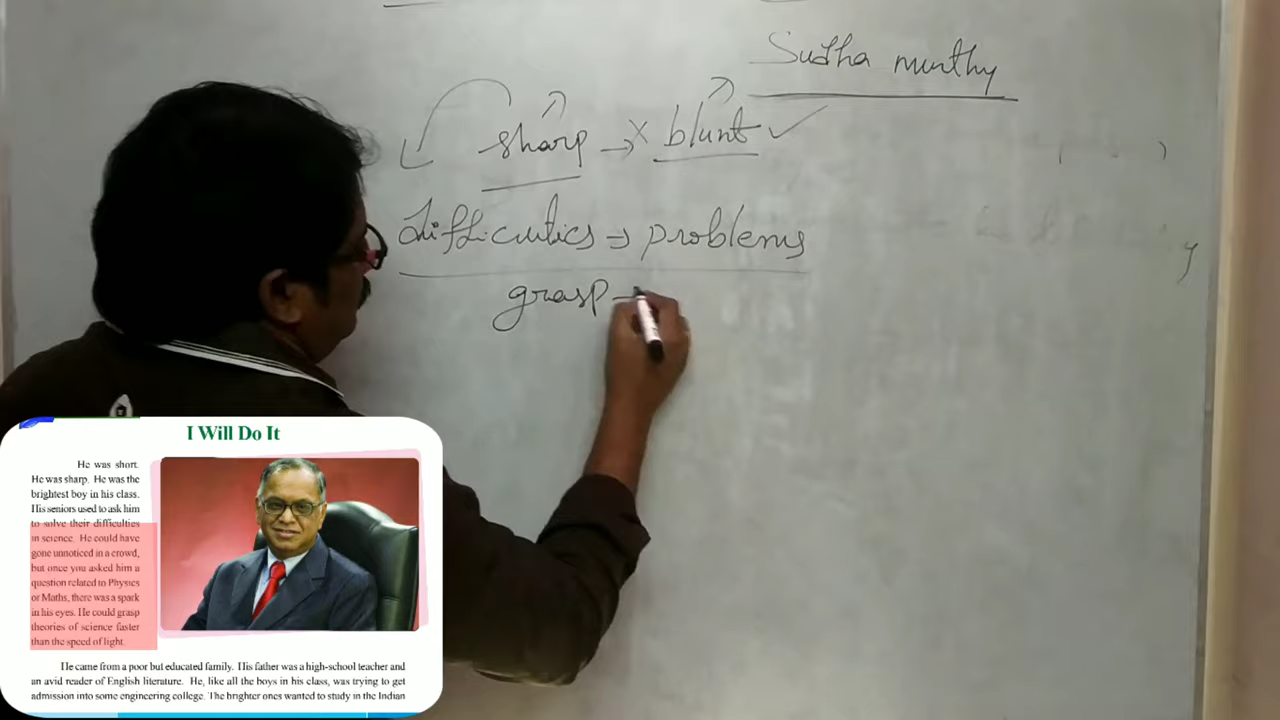 Sudha murthy
sharp → x blunt ✓
difficulties → problems
grasp →
I Will Do It
He was short.
He was sharp. He was the
brightest boy in his class.
His seniors used to ask him
to solve their difficulties
in science. He could have
gone unnoticed in a crowd,
but once you asked him a
question related to Physics
or Maths, there was a spark
in his eyes. He could grasp
theories of science faster
than the speed of light.
He came from a poor but educated family. His father was a high-school teacher and
an avid reader of English literature. He, like all the boys in his class, was trying to get
admission into some engineering college. The brighter ones wanted to study in the Indian